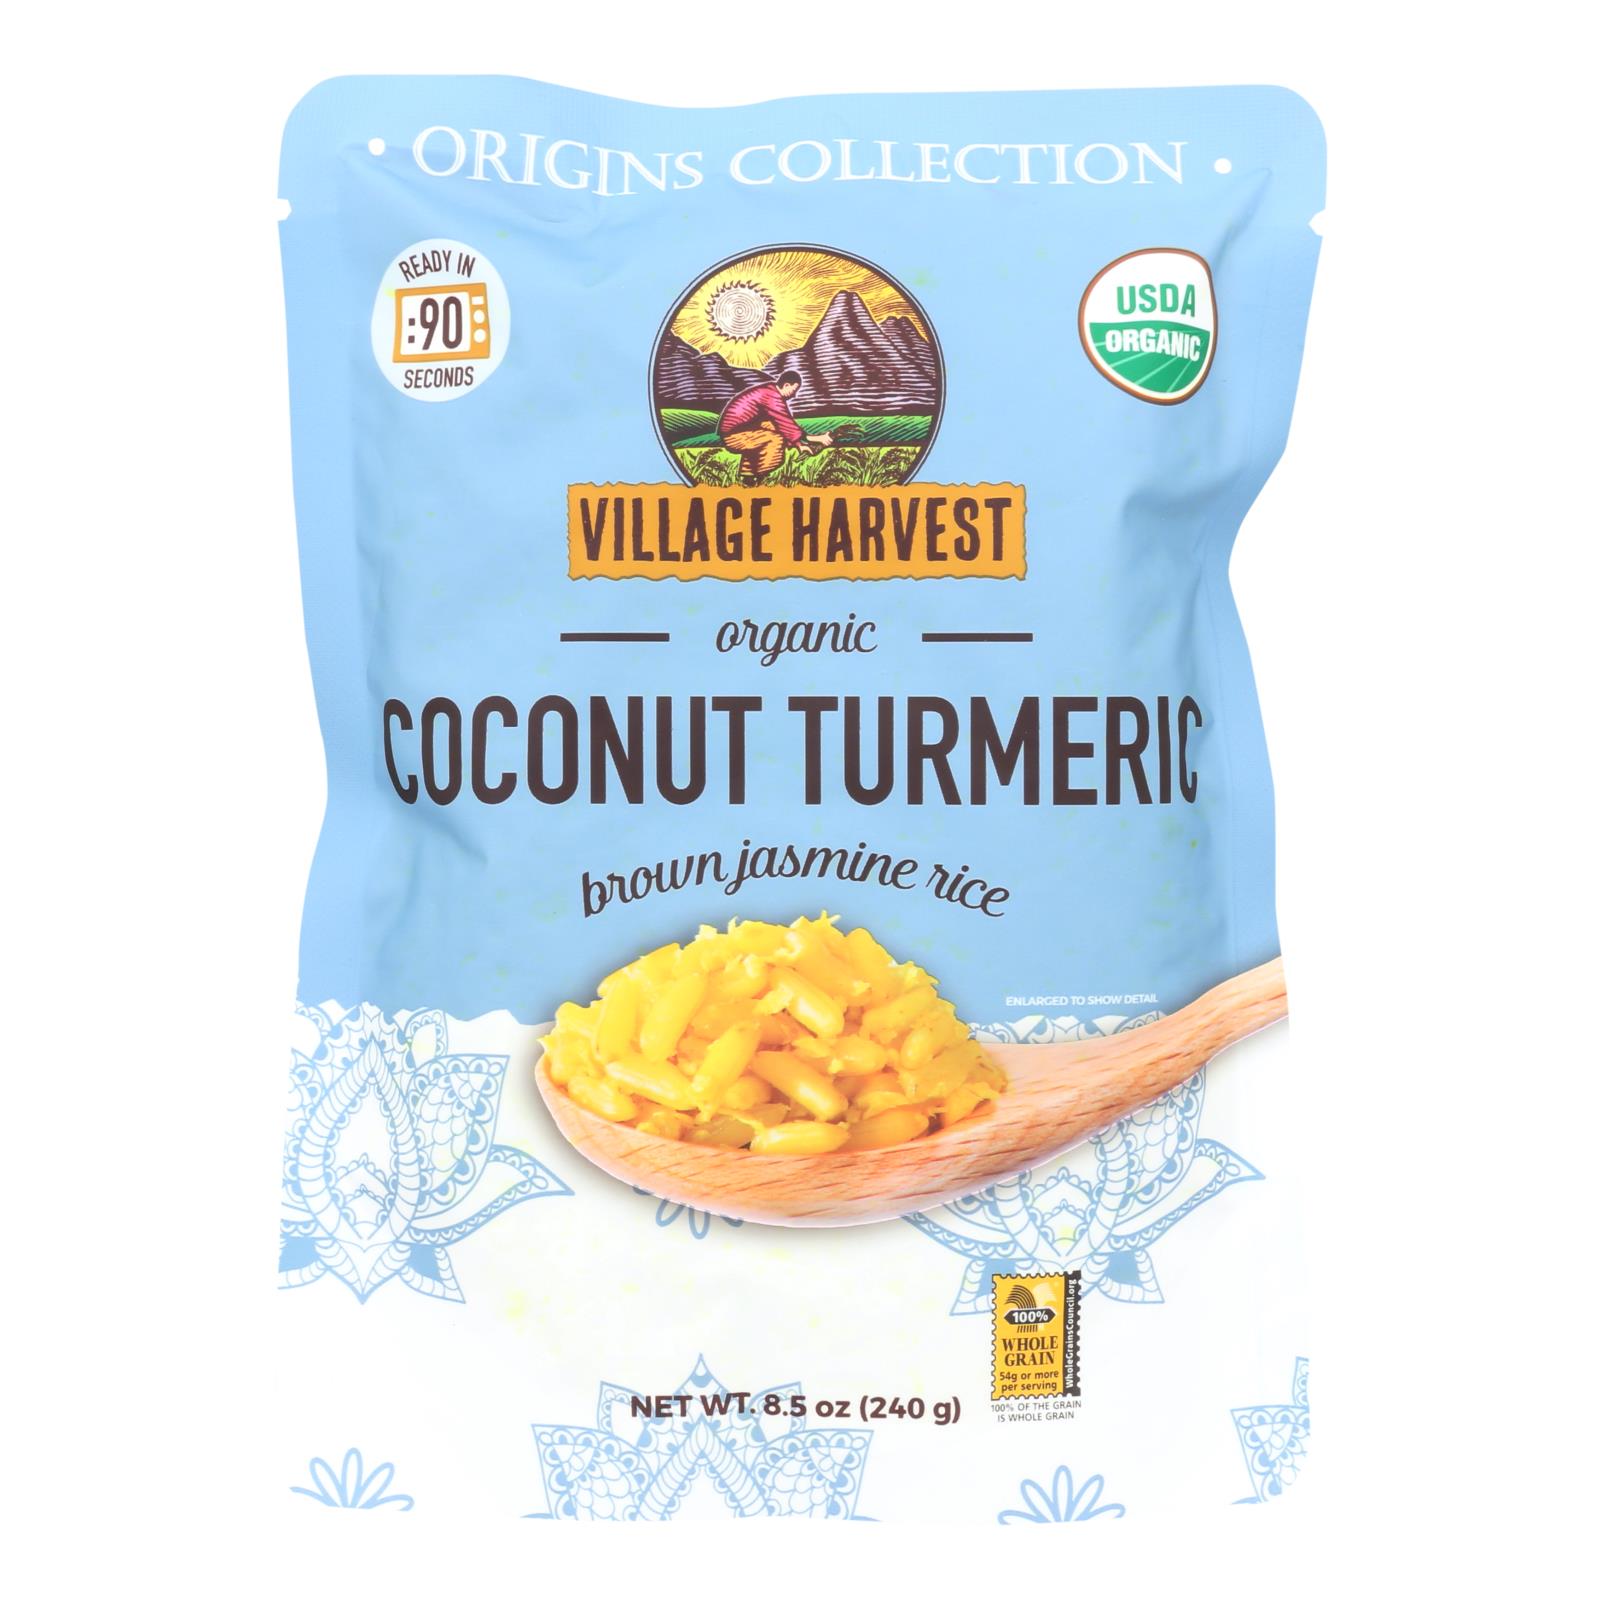 • ORIGINS COLLECTION •
READY IN
:90
SECONDS
USDA
ORGANIC
VILLAGE HARVEST
organic
COCONUT TURMERIC
brown jasmine rice
ENLARGED TO SHOW DETAIL
100%
WHOLE
GRAIN
54g or more
per serving
WholeGrainsCouncil.org
100% OF THE GRAIN
IS WHOLE GRAIN
NET WT. 8.5 oz (240 g)